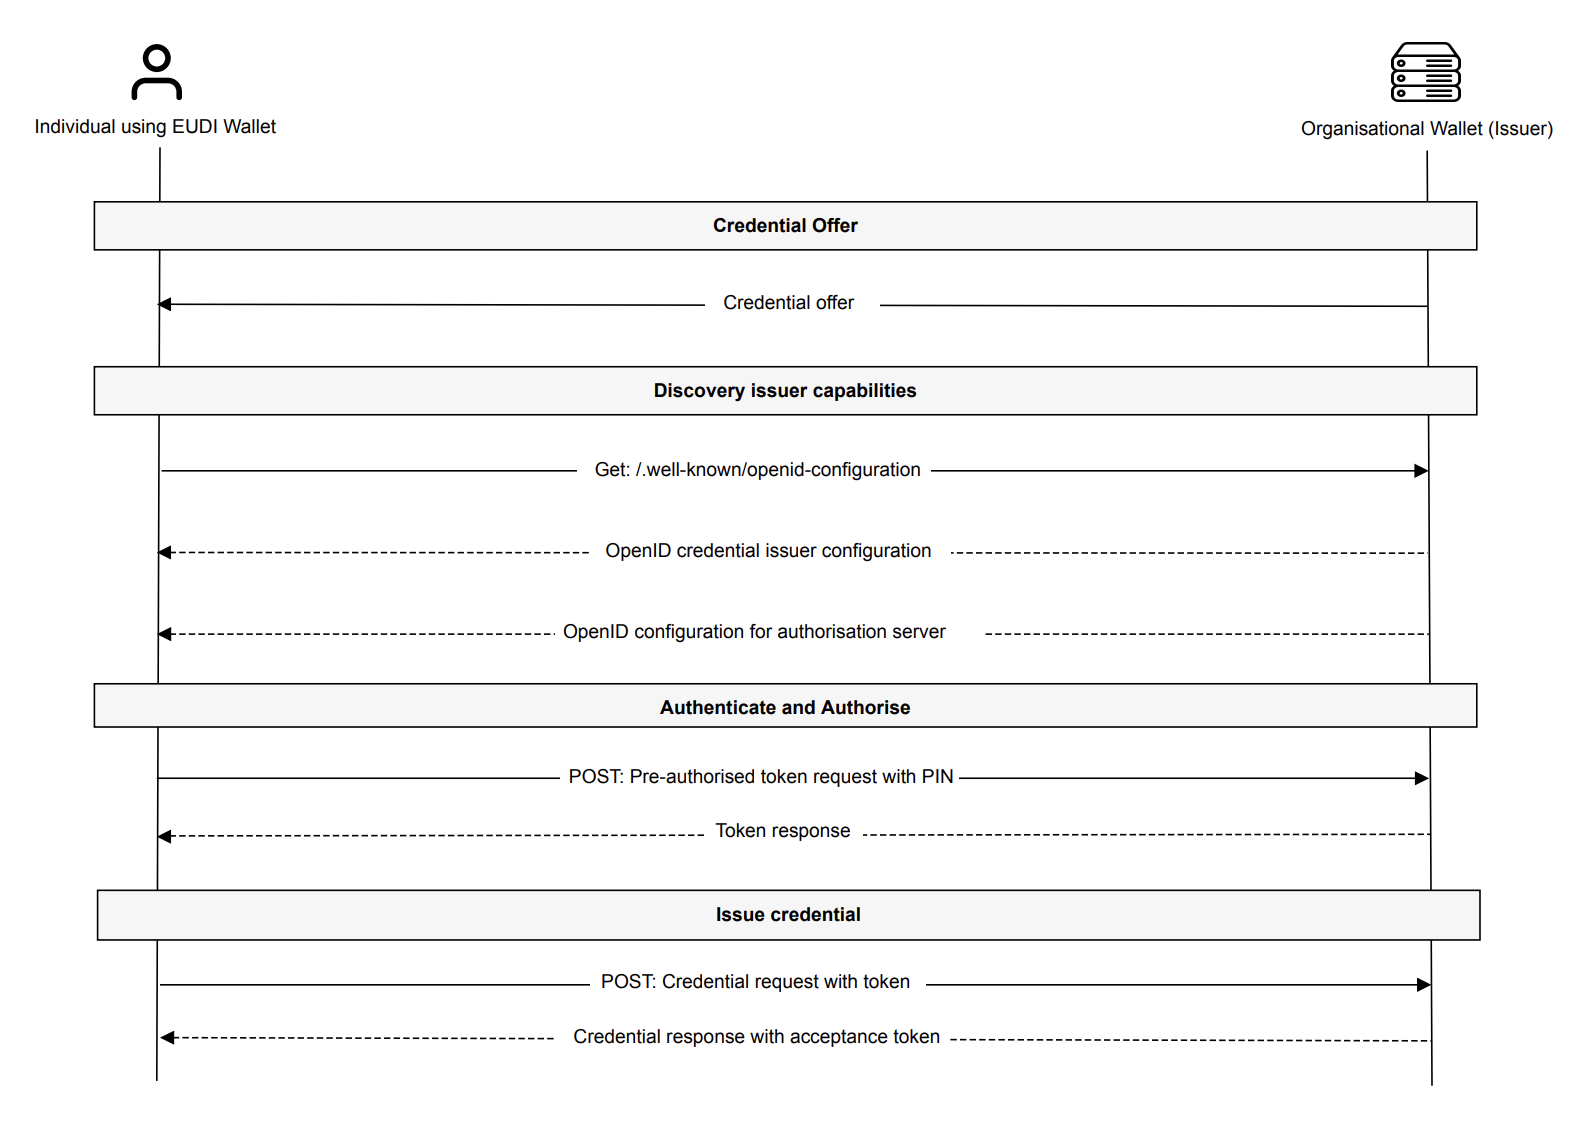 Individual using EUDI Wallet
Organisational Wallet (Issuer)
Credential Offer
Credential offer
Discovery issuer capabilities
Get: /.well-known/openid-configuration
OpenID credential issuer configuration
OpenID configuration for authorisation server
Authenticate and Authorise
POST: Pre-authorised token request with PIN
Token response
Issue credential
POST: Credential request with token
Credential response with acceptance token